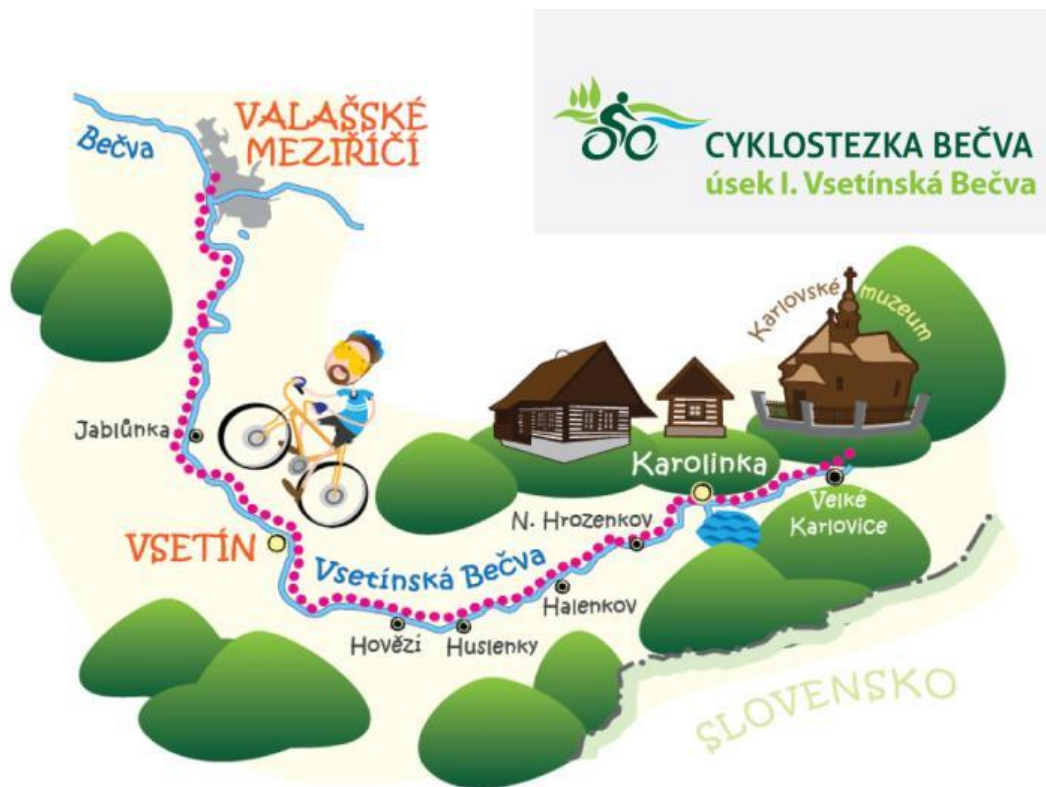 VALAŠSKÉ
MEZIŘÍČÍ
Bečva
CYKLOSTEZKA BEČVA
úsek I. Vsetínská Bečva
Karlovské muzeum
Jablůnka
Karolinka
Velké
Karlovice
N. Hrozenkov
VSETÍN
Vsetínská Bečva
Halenkov
Hovězí
Huslenky
SLOVENSKO